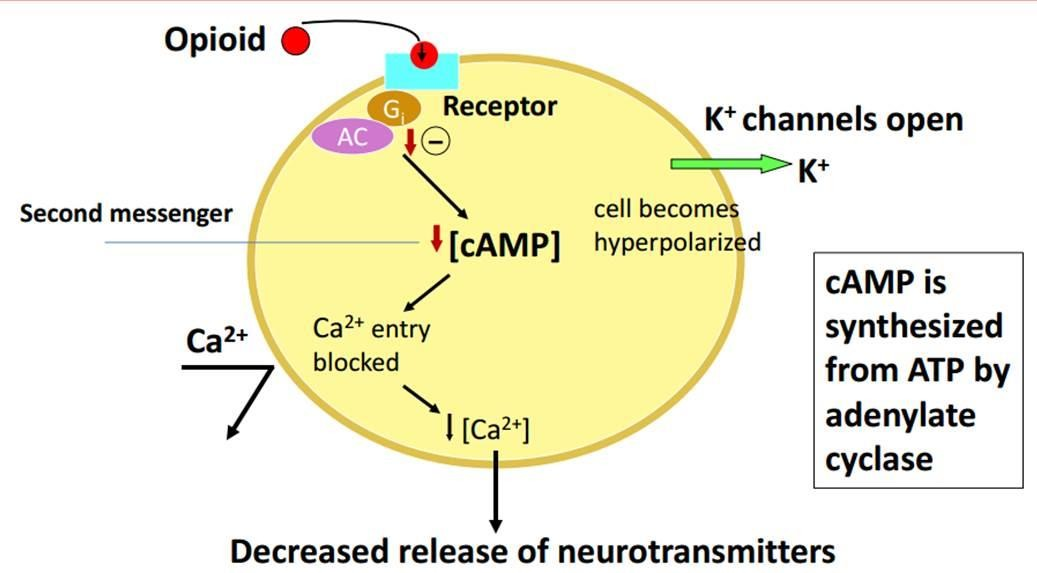 Opioid
Receptor
Gi
AC
−
K⁺ channels open
K⁺
Second messenger
cell becomes
hyperpolarized
[cAMP]
Ca²⁺ entry
blocked
Ca²⁺
[Ca²⁺]
cAMP is
synthesized
from ATP by
adenylate
cyclase
Decreased release of neurotransmitters